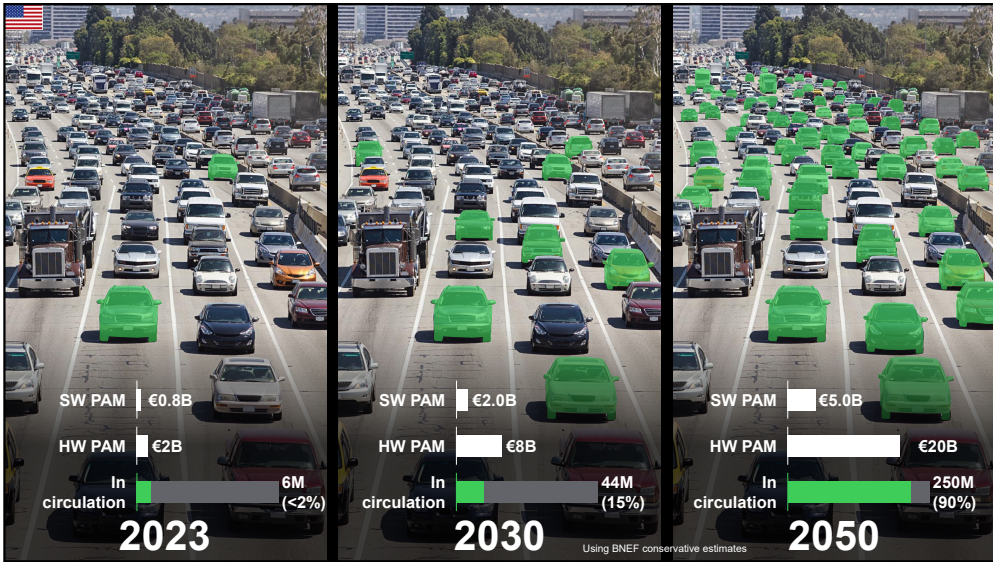 SW PAM €0.8B
HW PAM €2B
In circulation 6M (<2%)
2023
SW PAM €2.0B
HW PAM €8B
In circulation 44M (15%)
2030
SW PAM €5.0B
HW PAM €20B
In circulation 250M (90%)
2050
Using BNEF conservative estimates